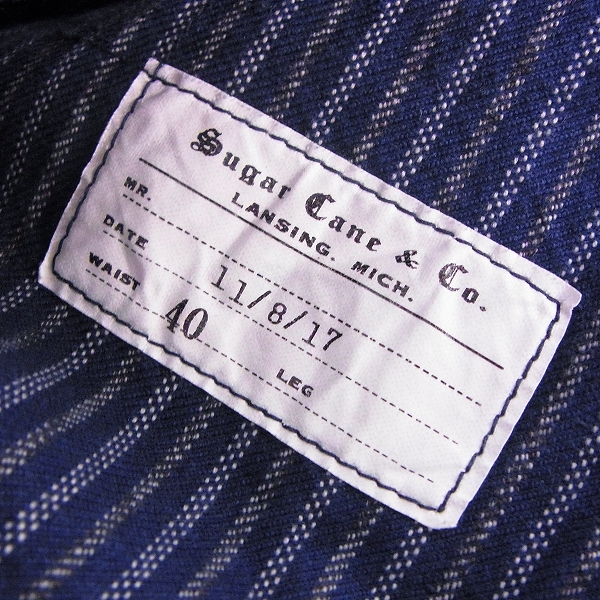 Sugar Cane & Co.
LANSING, MICH.
MR.
DATE 11/8/17
WAIST 40 LEG